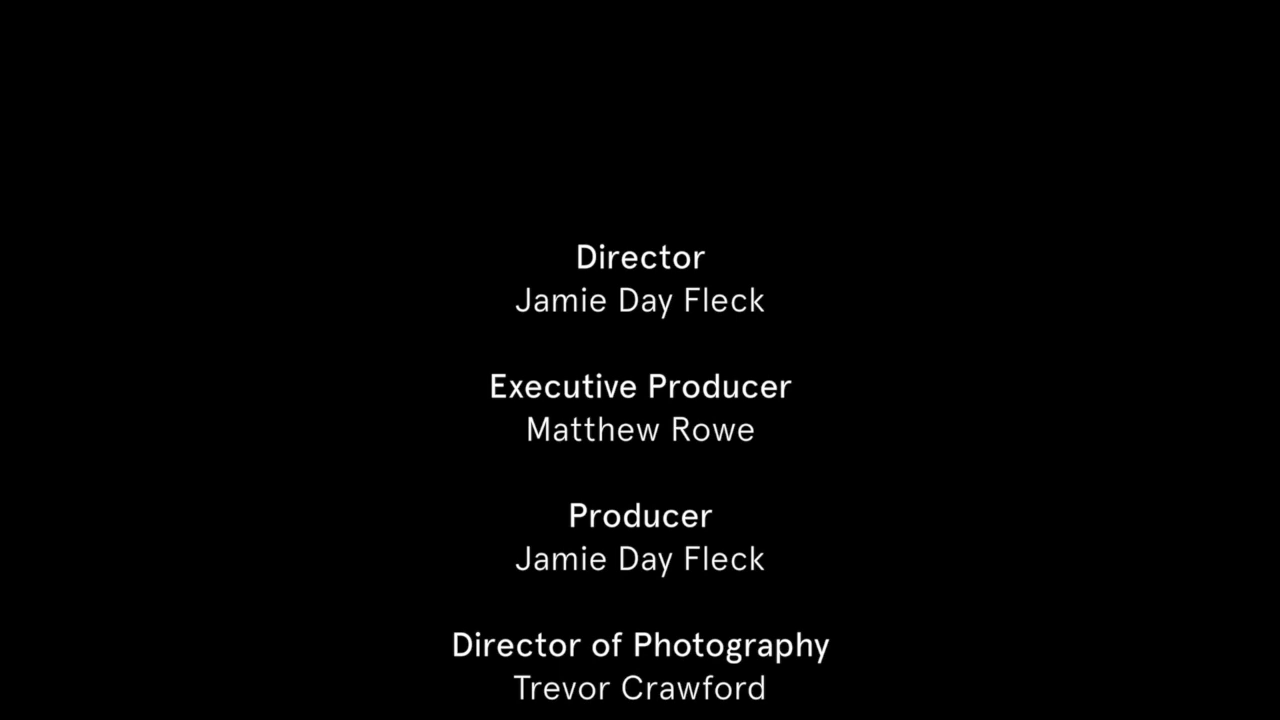 Director
Jamie Day Fleck
Executive Producer
Matthew Rowe
Producer
Jamie Day Fleck
Director of Photography
Trevor Crawford